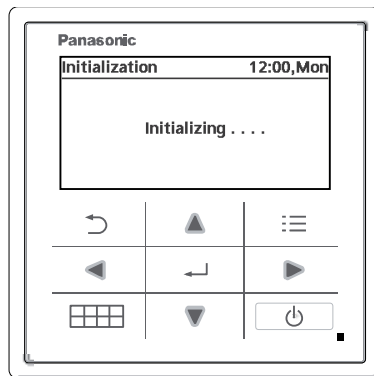 Panasonic
Initialization 12:00,Mon
Initializing . . . .